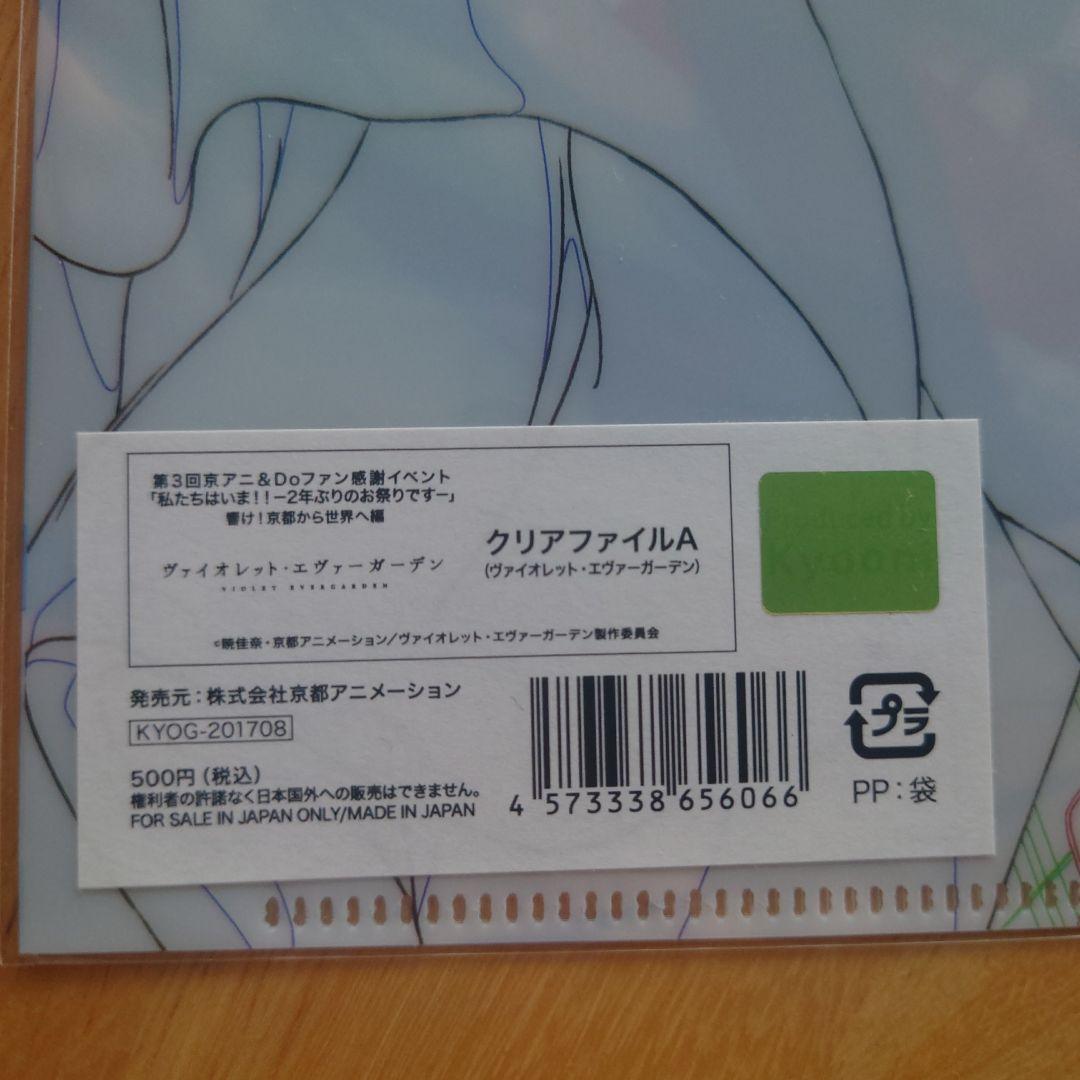 第3回京アニ&Doファン感謝イベント
「私たちはいま!!ー2年ぶりのお祭りですー」
響け!京都から世界へ編
ヴァイオレット・エヴァーガーデン
VIOLET EVERGARDEN
クリアファイルA
(ヴァイオレット・エヴァーガーデン)
©暁佳奈・京都アニメーション/ヴァイオレット・エヴァーガーデン製作委員会
発売元:株式会社京都アニメーション
KYOG-201708
500円(税込)
権利者の許諾なく日本国外への販売はできません。
FOR SALE IN JAPAN ONLY/MADE IN JAPAN
4 573338 656066
プラ
PP:袋